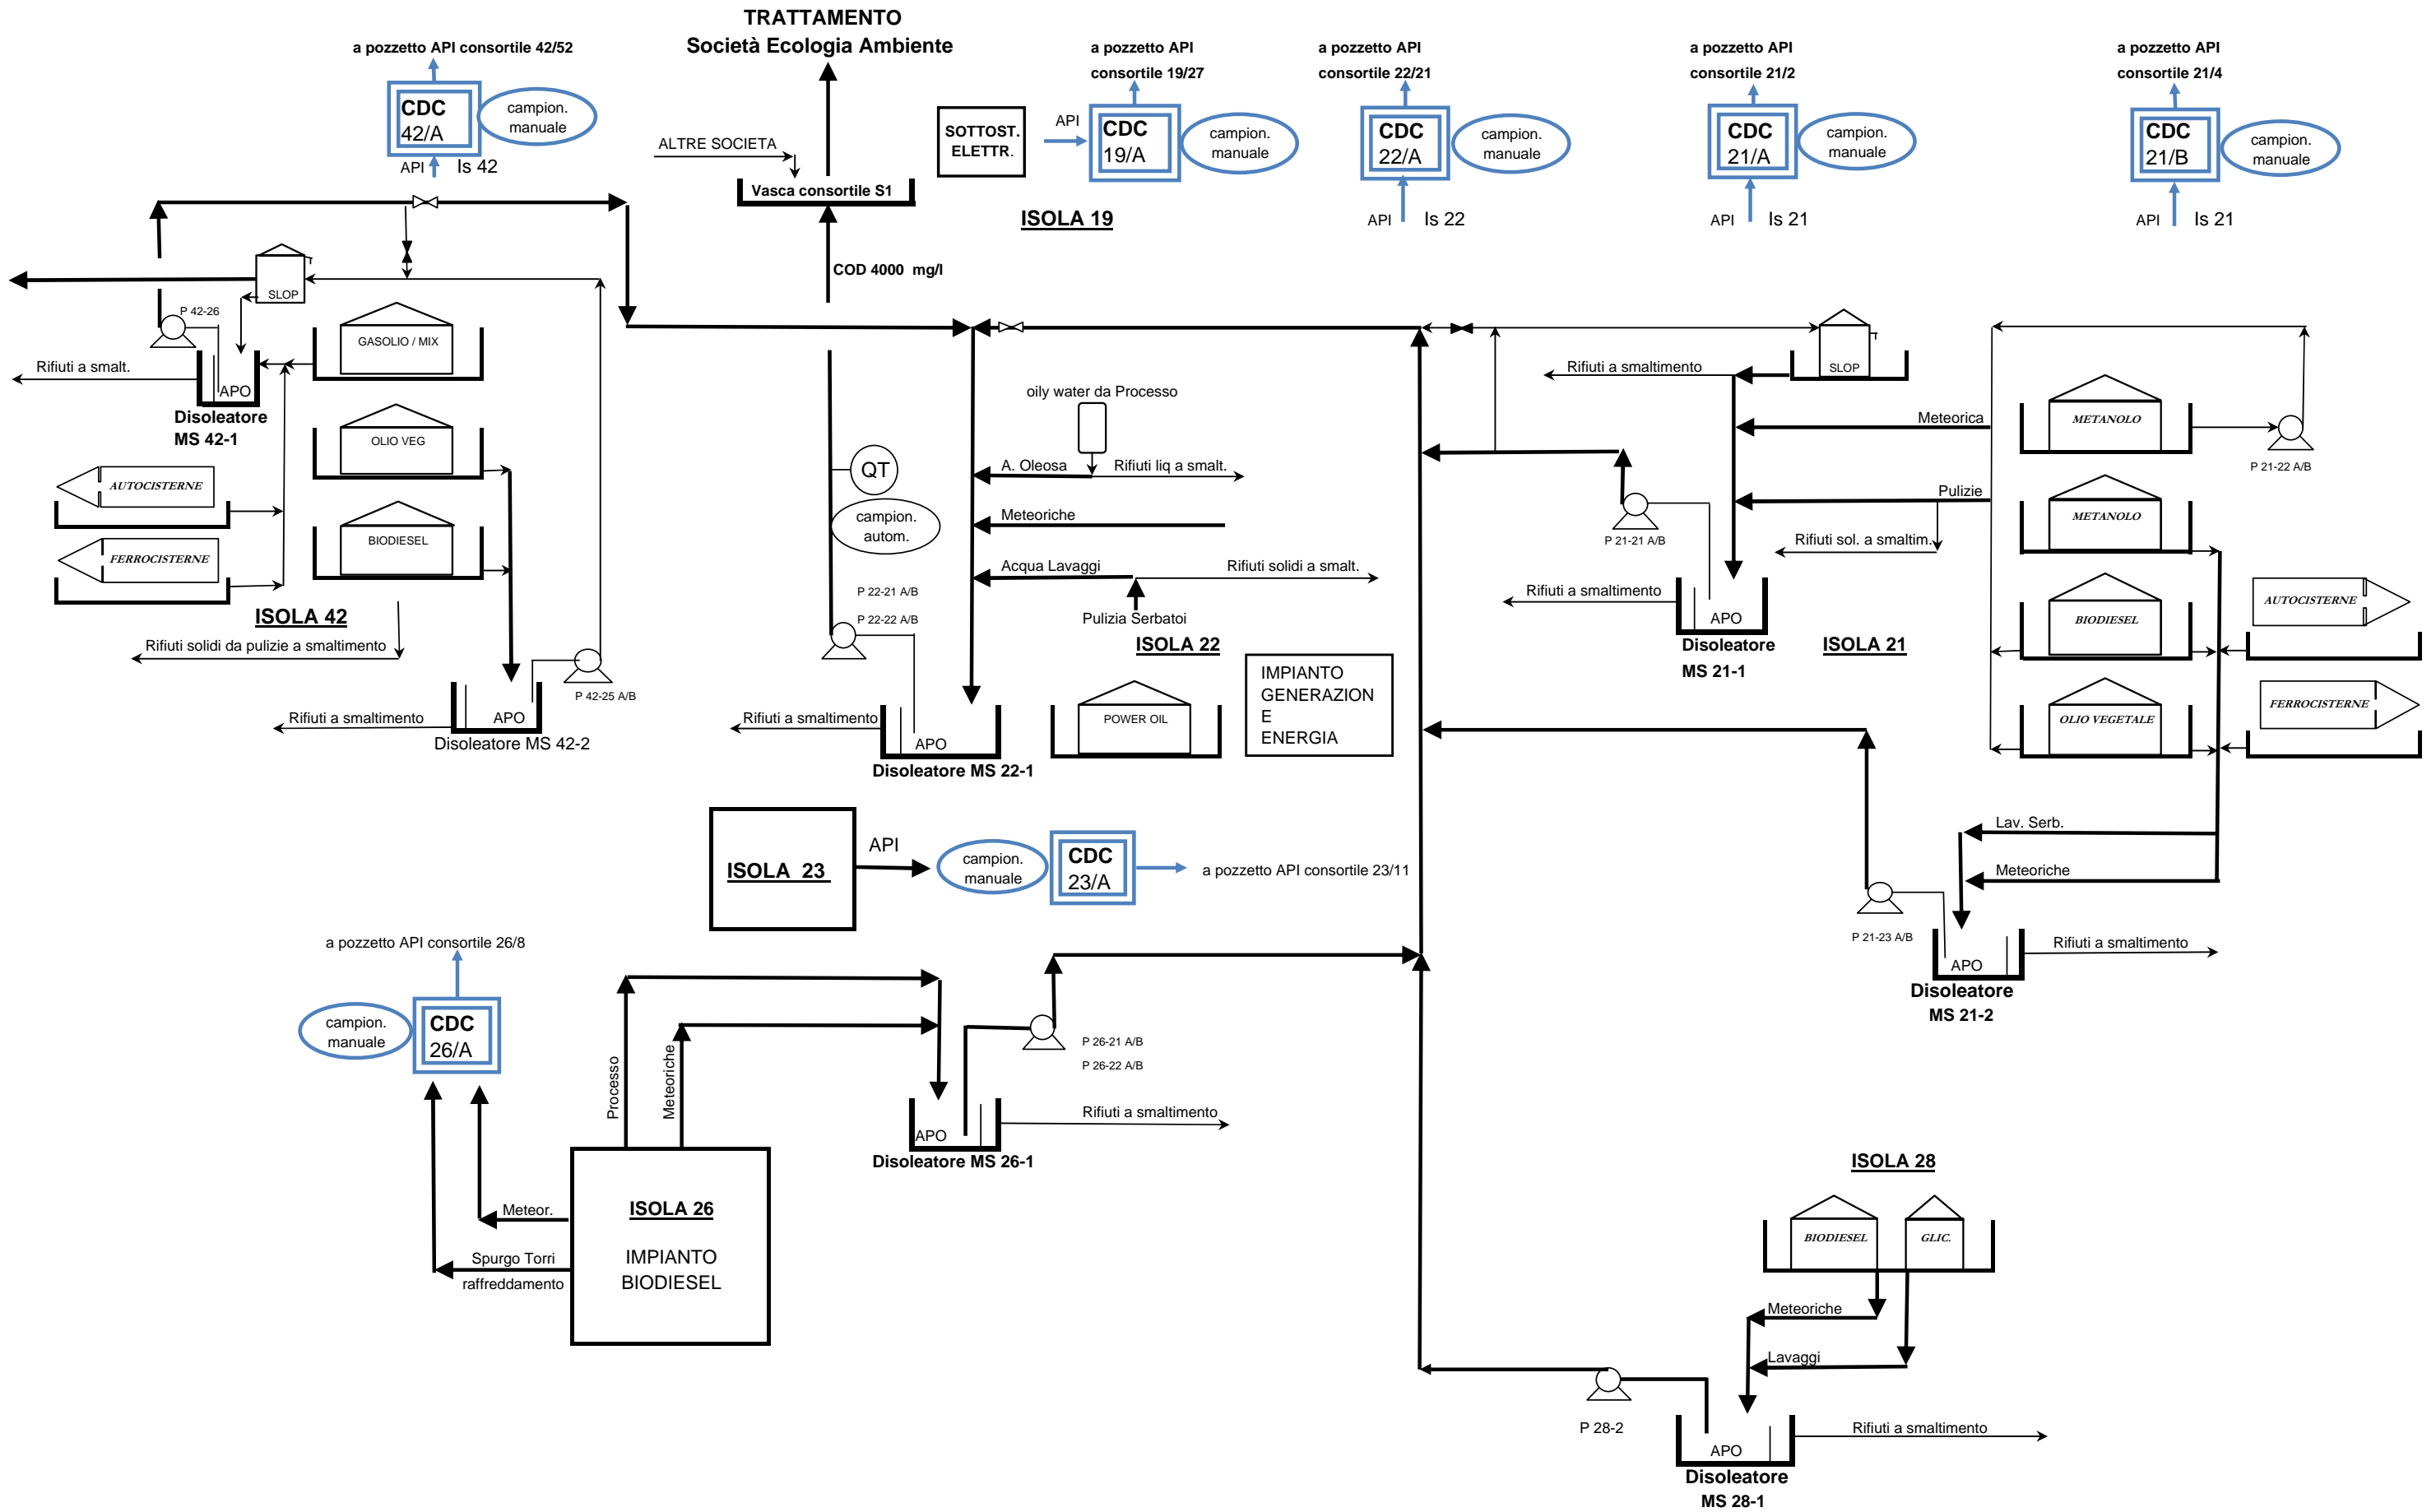 TRATTAMENTO
Società Ecologia Ambiente
a pozzetto API consortile 42/52
CDC
42/A
campion.
manuale
API
Is 42
ALTRE SOCIETA
Vasca consortile S1
COD 4000 mg/l
a pozzetto API
consortile 19/27
SOTTOST.
ELETTR.
API
CDC
19/A
campion.
manuale
ISOLA 19
a pozzetto API
consortile 22/21
CDC
22/A
campion.
manuale
API
Is 22
a pozzetto API
consortile 21/2
CDC
21/A
campion.
manuale
API
Is 21
a pozzetto API
consortile 21/4
CDC
21/B
campion.
manuale
API
Is 21
SLOP
P 42-26
Rifiuti a smalt.
APO
Disoleatore
MS 42-1
GASOLIO / MIX
OLIO VEG
BIODIESEL
AUTOCISTERNE
FERROCISTERNE
ISOLA 42
Rifiuti solidi da pulizie a smaltimento
P 42-25 A/B
Rifiuti a smaltimento
APO
Disoleatore MS 42-2
QT
campion.
autom.
P 22-21 A/B
P 22-22 A/B
oily water da Processo
A. Oleosa
Rifiuti liq a smalt.
Meteoriche
Acqua Lavaggi
Rifiuti solidi a smalt.
Pulizia Serbatoi
ISOLA 22
Rifiuti a smaltimento
APO
Disoleatore MS 22-1
POWER OIL
IMPIANTO
GENERAZION
E
ENERGIA
SLOP
Rifiuti a smaltimento
Meteorica
Pulizie
Rifiuti sol. a smaltim.
P 21-21 A/B
Rifiuti a smaltimento
APO
Disoleatore
MS 21-1
ISOLA 21
METANOLO
P 21-22 A/B
METANOLO
BIODIESEL
OLIO VEGETALE
AUTOCISTERNE
FERROCISTERNE
Lav. Serb.
Meteoriche
P 21-23 A/B
APO
Rifiuti a smaltimento
Disoleatore
MS 21-2
ISOLA 23
API
campion.
manuale
CDC
23/A
a pozzetto API consortile 23/11
a pozzetto API consortile 26/8
campion.
manuale
CDC
26/A
Processo
Meteoriche
Meteor.
Spurgo Torri
raffreddamento
ISOLA 26
IMPIANTO
BIODIESEL
P 26-21 A/B
P 26-22 A/B
APO
Rifiuti a smaltimento
Disoleatore MS 26-1
ISOLA 28
BIODIESEL
GLIC.
Meteoriche
Lavaggi
P 28-2
APO
Rifiuti a smaltimento
Disoleatore
MS 28-1